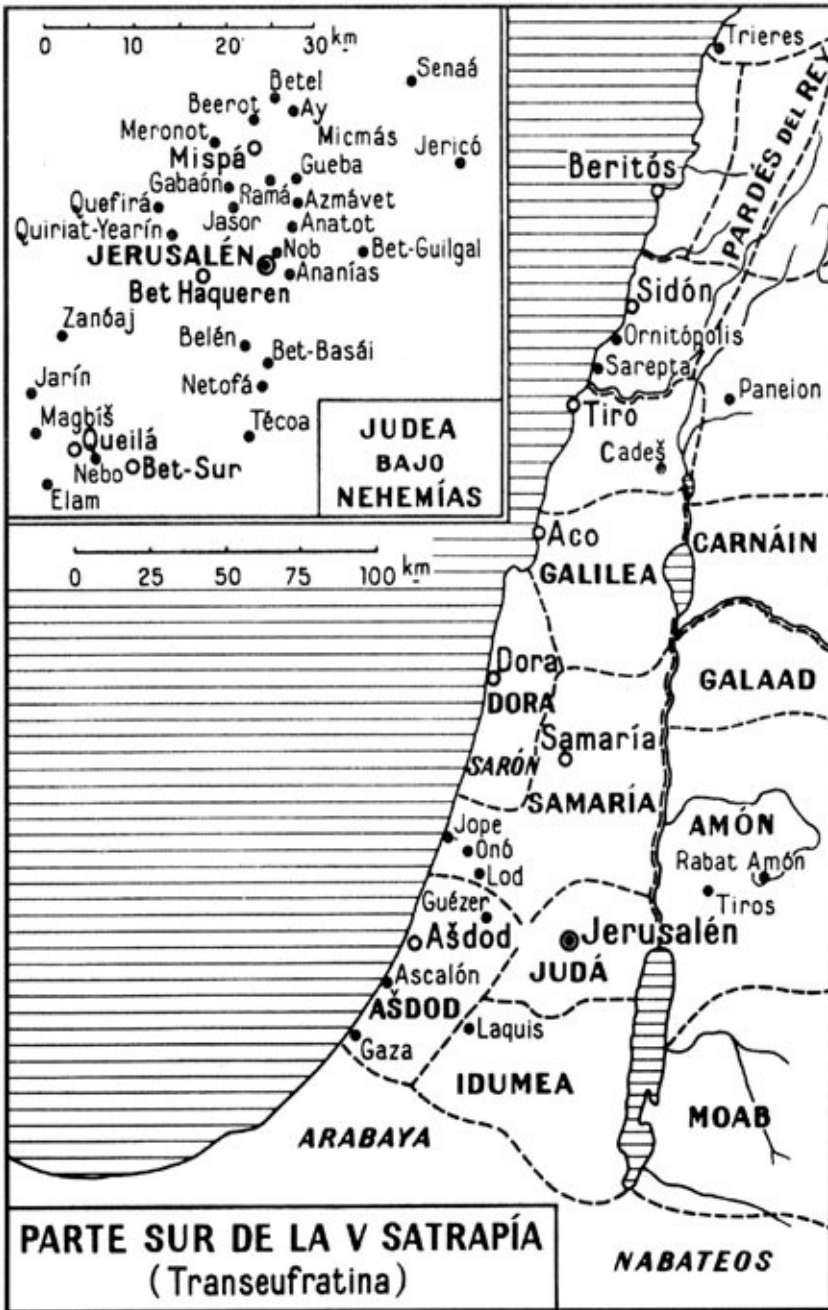 0 10 20 30 km
Betel
Senaá
Beerot
Ay
Meronot
Micmás
Mispá
Jericó
Gueba
Gabaón
Ramá
Azmávet
Quefirá
Jasor
Anatot
Quiriat-Yearín
Nob
Bet-Guilgal
JERUSALÉN
Ananías
Bet Haqueren
Zanóaj
Belén
Bet-Basái
Jarín
Netofá
Magbíš
Técoa
Queilá
Nebo
Bet-Sur
Elam
JUDEA
BAJO
NEHEMÍAS
0 25 50 75 100 km
Trieres
PARDÉS DEL REY
Beritós
Sidón
Ornitópolis
Sarepta
Paneion
Tiro
Cadeš
Aco
GALILEA
CARNÁIN
Dora
DORA
GALAAD
Samaría
SARÓN
SAMARÍA
Jope
Onó
Lod
AMÓN
Rabat Amón
Tiros
Guézer
Ašdod
Jerusalén
JUDÁ
Ascalón
AŠDOD
Laquis
Gaza
IDUMEA
MOAB
ARABAYA
NABATEOS
PARTE SUR DE LA V SATRAPÍA
(Transeufratina)